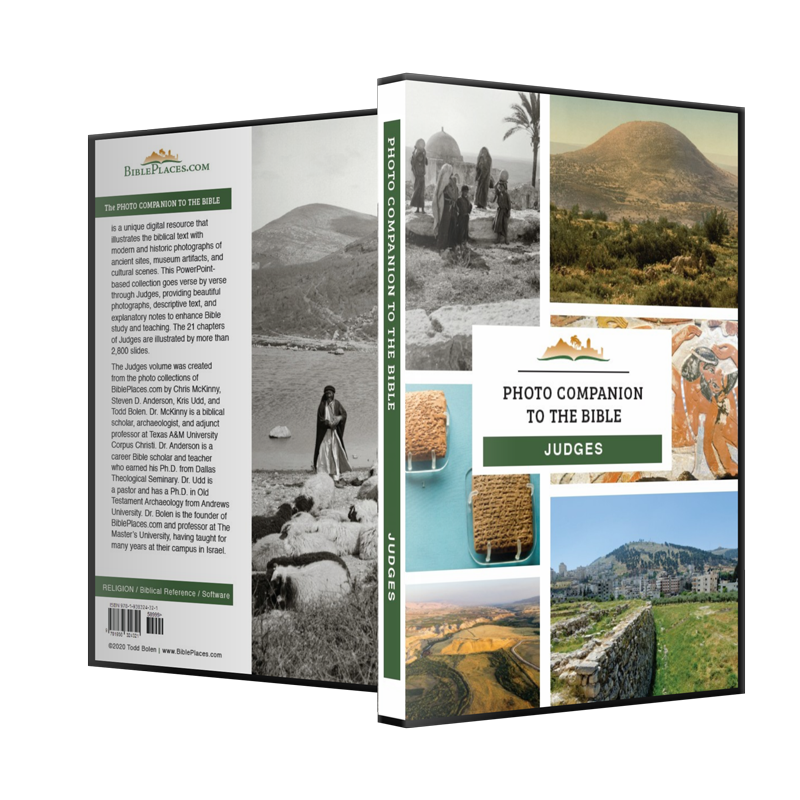 BIBLEPLACES.COM
The PHOTO COMPANION TO THE BIBLE
is a unique digital resource that
illustrates the biblical text with
modern and historic photographs of
ancient sites, museum artifacts, and
cultural scenes. This PowerPoint-
based collection goes verse by verse
through Judges, providing beautiful
photographs, descriptive text, and
explanatory notes to enhance Bible
study and teaching. The 21 chapters
of Judges are illustrated by more than
2,800 slides.
The Judges volume was created
from the photo collections of
BiblePlaces.com by Chris McKinny,
Steven D. Anderson, Kris Udd, and
Todd Bolen. Dr. McKinny is a biblical
scholar, archaeologist, and adjunct
professor at Texas A&M University
Corpus Christi. Dr. Anderson is a
career Bible scholar and teacher
who earned his Ph.D. from Dallas
Theological Seminary. Dr. Udd is
a pastor and has a Ph.D. in Old
Testament Archaeology from Andrews
University. Dr. Bolen is the founder of
BiblePlaces.com and professor at The
Master's University, having taught for
many years at their campus in Israel.
RELIGION / Biblical Reference / Software
©2020 Todd Bolen | www.BiblePlaces.com
PHOTO COMPANION TO THE BIBLE
JUDGES
PHOTO COMPANION
TO THE BIBLE
JUDGES